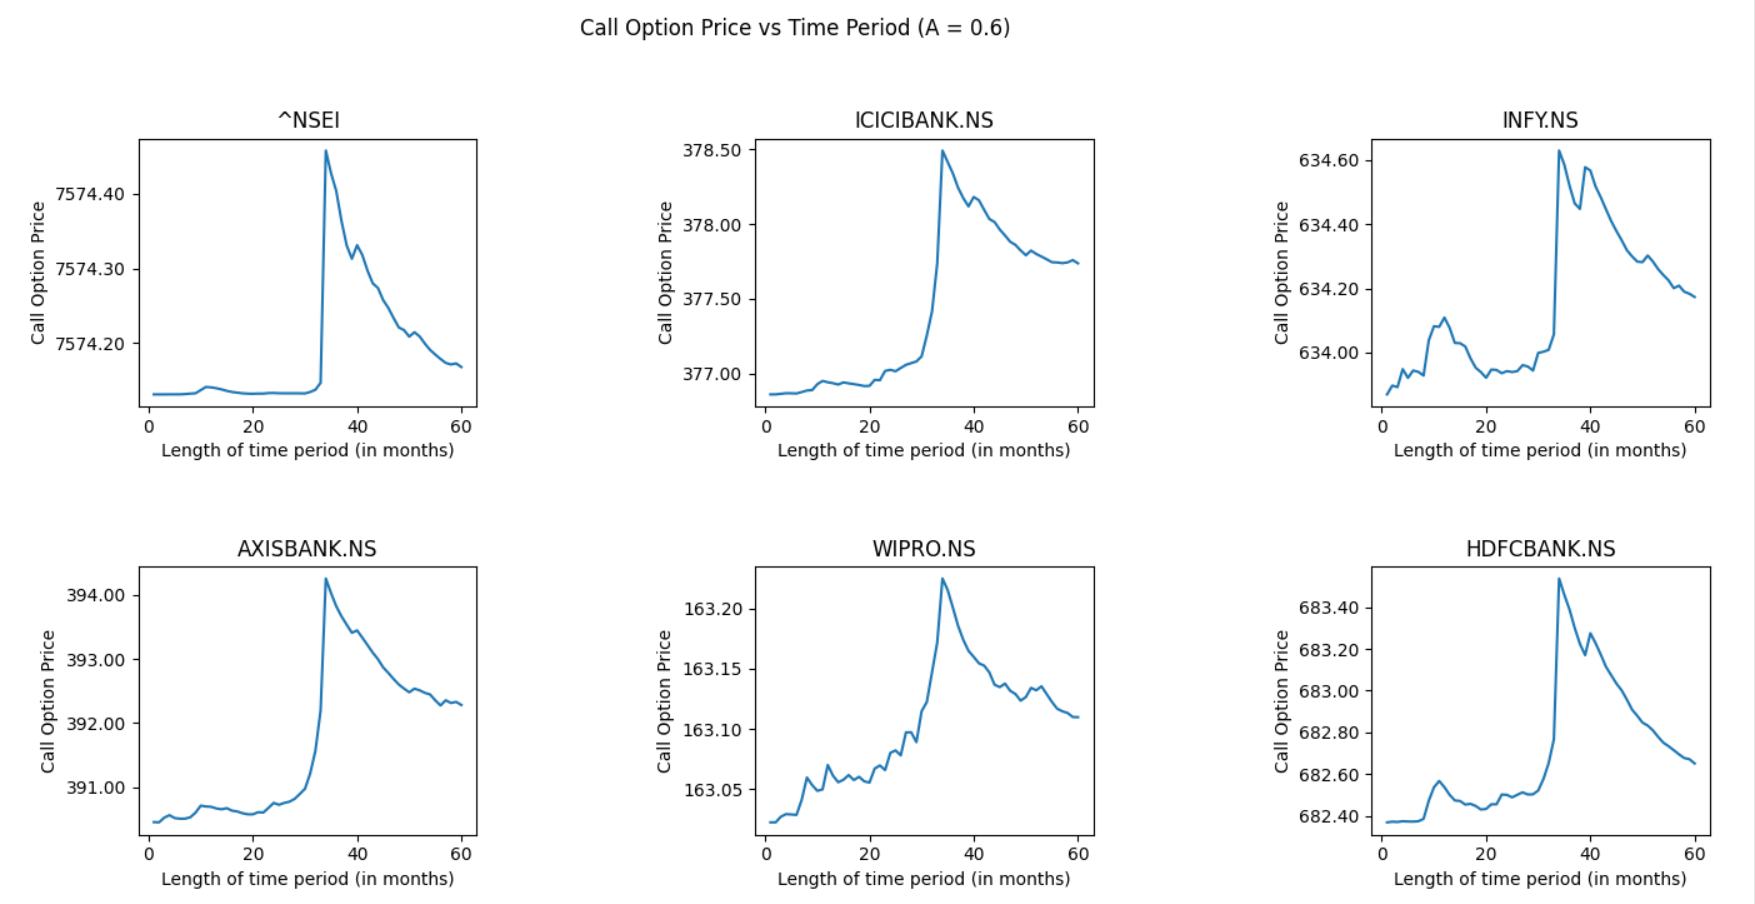 Call Option Price vs Time Period (A = 0.6)
^NSEI
Call Option Price
7574.40
7574.30
7574.20
0 20 40 60
Length of time period (in months)
ICICIBANK.NS
Call Option Price
378.50
378.00
377.50
377.00
0 20 40 60
Length of time period (in months)
INFY.NS
Call Option Price
634.60
634.40
634.20
634.00
0 20 40 60
Length of time period (in months)
AXISBANK.NS
Call Option Price
394.00
393.00
392.00
391.00
0 20 40 60
Length of time period (in months)
WIPRO.NS
Call Option Price
163.20
163.15
163.10
163.05
0 20 40 60
Length of time period (in months)
HDFCBANK.NS
Call Option Price
683.40
683.20
683.00
682.80
682.60
682.40
0 20 40 60
Length of time period (in months)